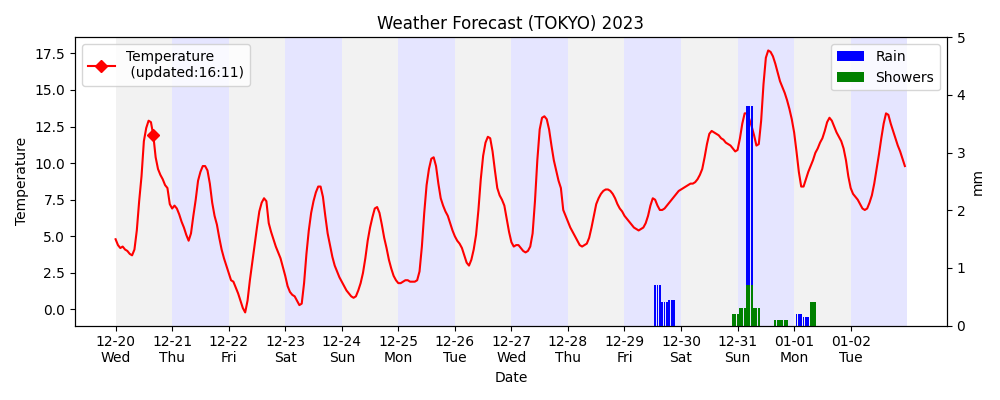 Weather Forecast (TOKYO) 2023
Temperature
(updated:16:11)
Rain
Showers
Temperature
17.5
15.0
12.5
10.0
7.5
5.0
2.5
0.0
5
4
3
2
1
0
mm
12-20 12-21 12-22 12-23 12-24 12-25 12-26 12-27 12-28 12-29 12-30 12-31 01-01 01-02
Wed Thu Fri Sat Sun Mon Tue Wed Thu Fri Sat Sun Mon Tue
Date